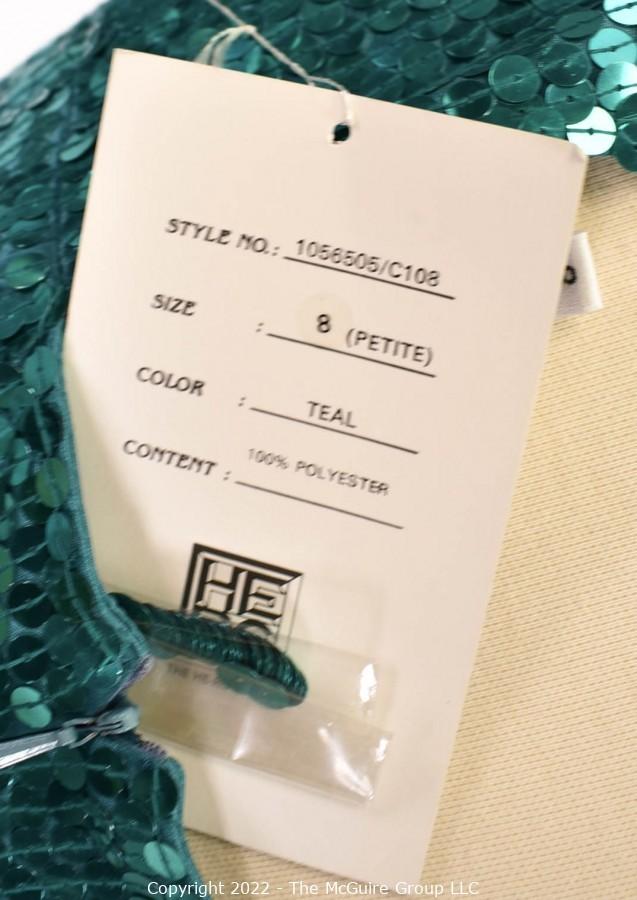 STYLE NO.: 1056505/C108
SIZE : 8 (PETITE)
COLOR : TEAL
CONTENT : 100% POLYESTER
HE
THE
Copyright 2022 - The McGuire Group LLC